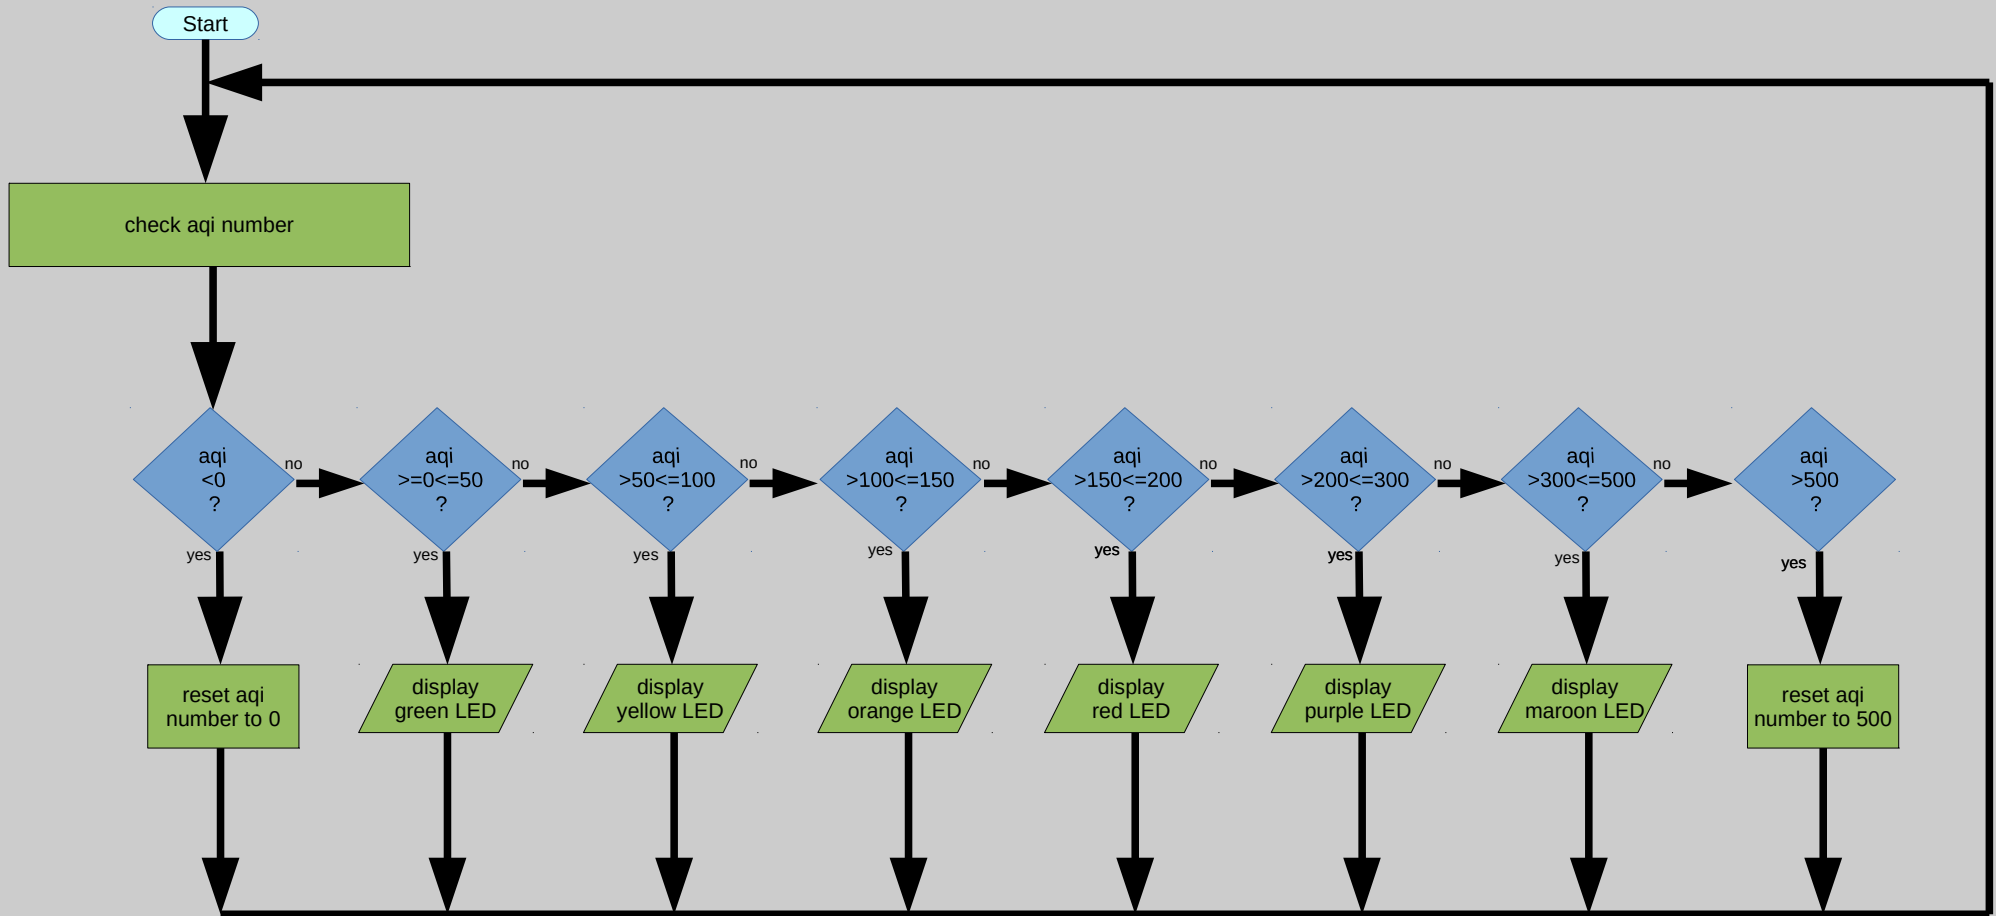 Start
check aqi number
aqi
<0
?
no
yes
aqi
>=0<=50
?
no
yes
aqi
>50<=100
?
no
yes
aqi
>100<=150
?
no
yes
aqi
>150<=200
?
no
yes
aqi
>200<=300
?
no
yes
aqi
>300<=500
?
no
yes
aqi
>500
?
yes
reset aqi
number to 0
display
green LED
display
yellow LED
display
orange LED
display
red LED
display
purple LED
display
maroon LED
reset aqi
number to 500